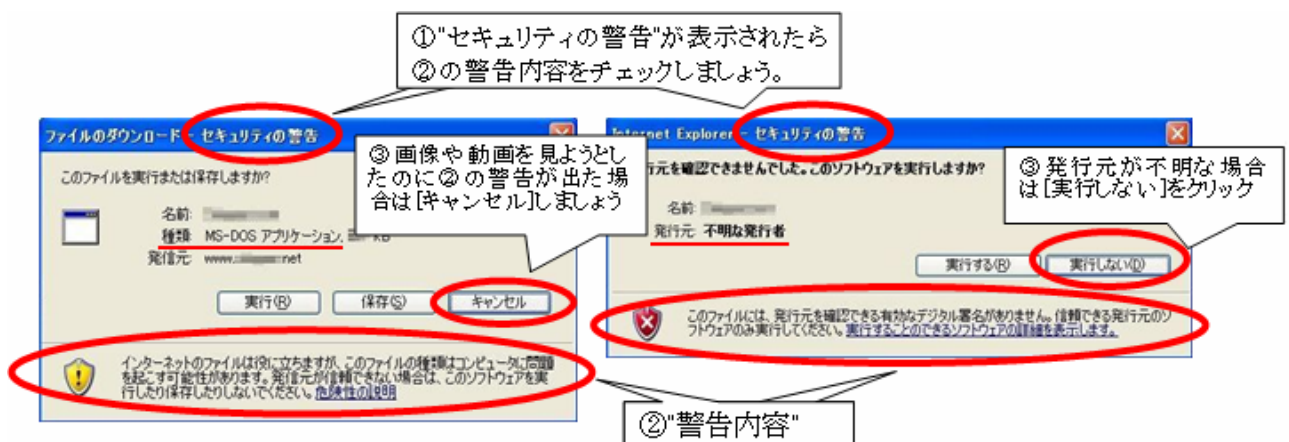 ①"セキュリティの警告"が表示されたら
②の警告内容をチェックしましょう。
ファイルのダウンロード - セキュリティの警告
このファイルを実行または保存しますか?
名前:
種類: MS-DOS アプリケーション, KB
発信元: www. net
実行(R) 保存(S) キャンセル
インターネットのファイルは役に立ちますが、このファイルの種類はコンピュータに問題
を起こす可能性があります。発信元が信頼できない場合は、このソフトウェアを実
行したり保存したりしないでください。危険性の説明
③画像や動画を見ようとし
たのに②の警告が出た場
合は[キャンセル]しましょう
Internet Explorer - セキュリティの警告
行元を確認できませんでした。このソフトウェアを実行しますか?
名前:
発行元: 不明な発行者
実行する(R) 実行しない(D)
このファイルには、発行元を確認できる有効なデジタル署名がありません。信頼できる発行元のソ
フトウェアのみ実行してください。実行することのできるソフトウェアの詳細を表示します。
③発行元が不明な場合
は[実行しない]をクリック
②"警告内容"